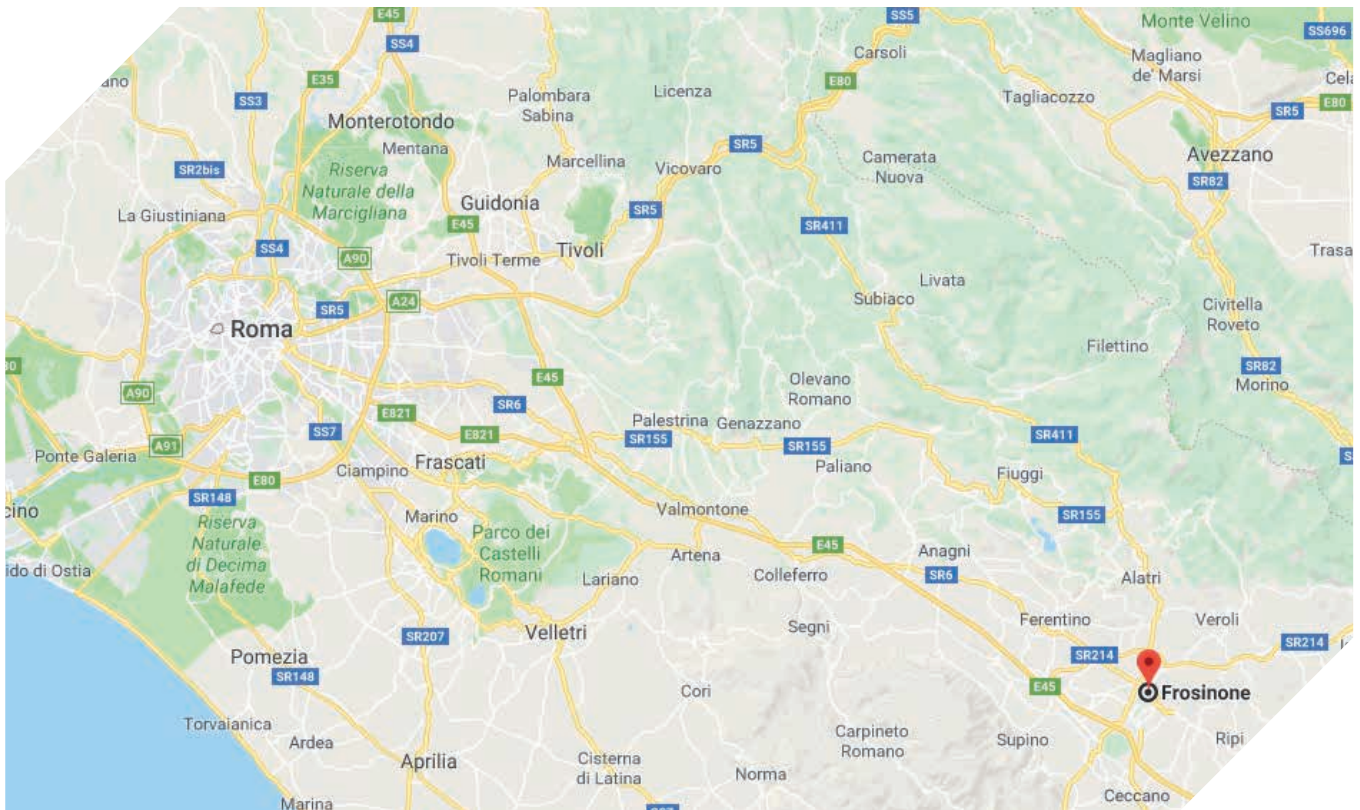 E45
SS5
Monte Velino
SS696
SS4
Carsoli
Magliano
de' Marsi
E35
E80
SS3
Palombara
Sabina
Licenza
Tagliacozzo
E80
SR5
Monterotondo
Mentana
SR5
Marcellina
Vicovaro
Camerata
Nuova
Avezzano
SR2bis
Riserva
Naturale della
Marcigliana
SR82
La Giustiniana
Guidonia
SR5
E45
SR411
SS4
A90
Tivoli Terme
Tivoli
Livata
A24
SR5
Subiaco
Civitella
Roveto
Roma
Filettino
E45
SR82
Morino
A90
Olevano
Romano
SR6
E821
SS7
E821
Palestrina
Genazzano
SR155
SR155
SR411
A91
Ponte Galeria
Ciampino
Frascati
Paliano
Fiuggi
E80
SR148
Marino
Valmontone
SR155
Riserva
Naturale
di Decima
Malafede
Parco dei
Castelli
Romani
Artena
E45
Anagni
Colleferro
SR6
Lariano
Alatri
ido di Ostia
Velletri
SR207
Segni
Ferentino
Veroli
Pomezia
SR148
SR214
SR214
Cori
E45
Frosinone
Torvaianica
Ardea
Carpineto
Romano
Supino
Ripi
Aprilia
Cisterna
di Latina
Norma
Marina
Ceccano